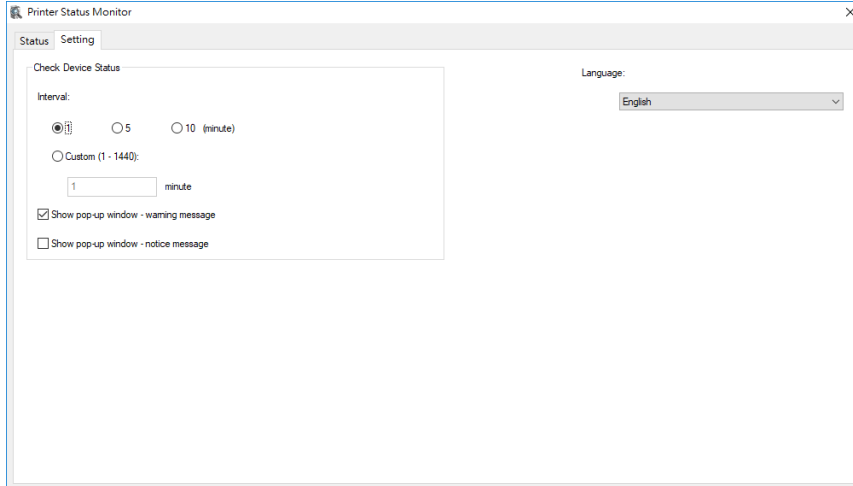 Printer Status Monitor
Status Setting
Check Device Status
Language:
Interval:
English
1 5 10 (minute)
Custom (1 - 1440):
1 minute
Show pop-up window - warning message
Show pop-up window - notice message